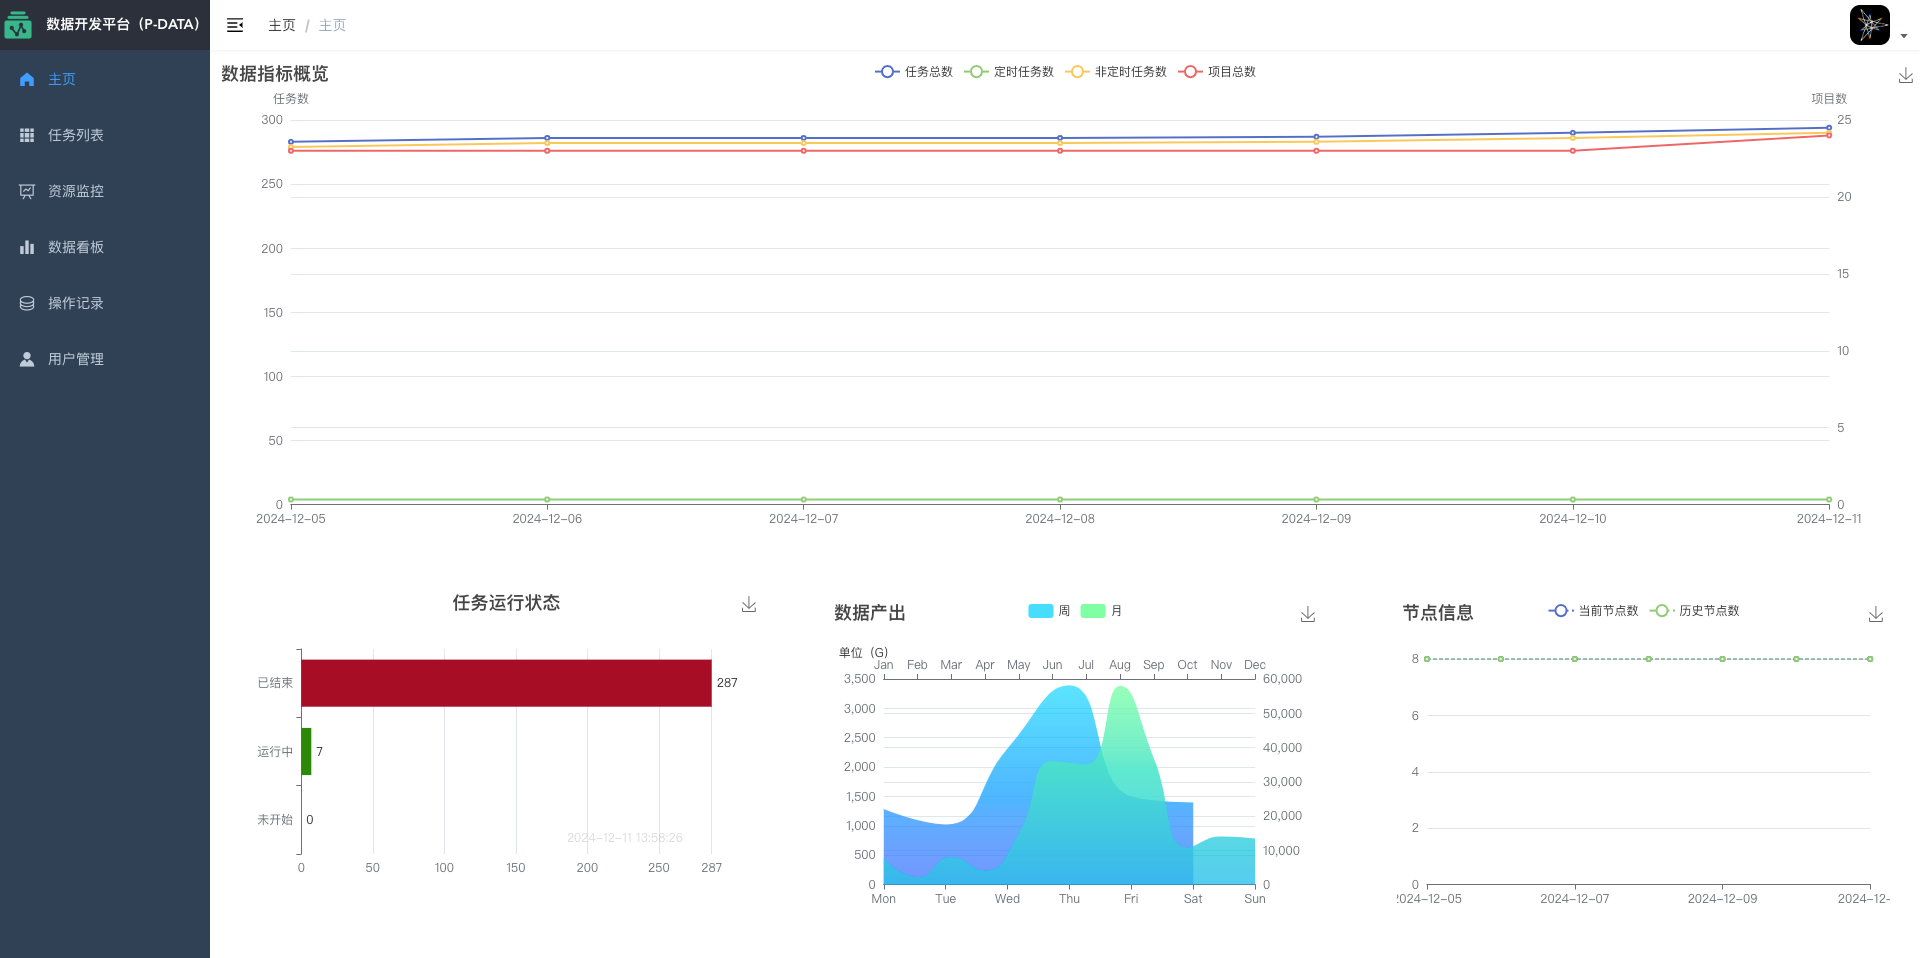 数据开发平台（P-DATA）
主页 / 主页
主页
任务列表
资源监控
数据看板
操作记录
用户管理
数据指标概览
任务总数 定时任务数 非定时任务数 项目总数
任务数 项目数
300 25
250
20
200
15
150
10
100
5
50
0 0
2024-12-05 2024-12-06 2024-12-07 2024-12-08 2024-12-09 2024-12-10 2024-12-11
任务运行状态
已结束 287
运行中 7
未开始 0
2024-12-11 13:58:26
0 50 100 150 200 250 287
数据产出
周 月
单位（G）
Jan Feb Mar Apr May Jun Jul Aug Sep Oct Nov Dec
3,500 60,000
3,000 50,000
2,500 40,000
2,000 30,000
1,500
1,000 20,000
500 10,000
0 0
Mon Tue Wed Thu Fri Sat Sun
节点信息
当前节点数 历史节点数
8
6
4
2
0
2024-12-05 2024-12-07 2024-12-09 2024-12-